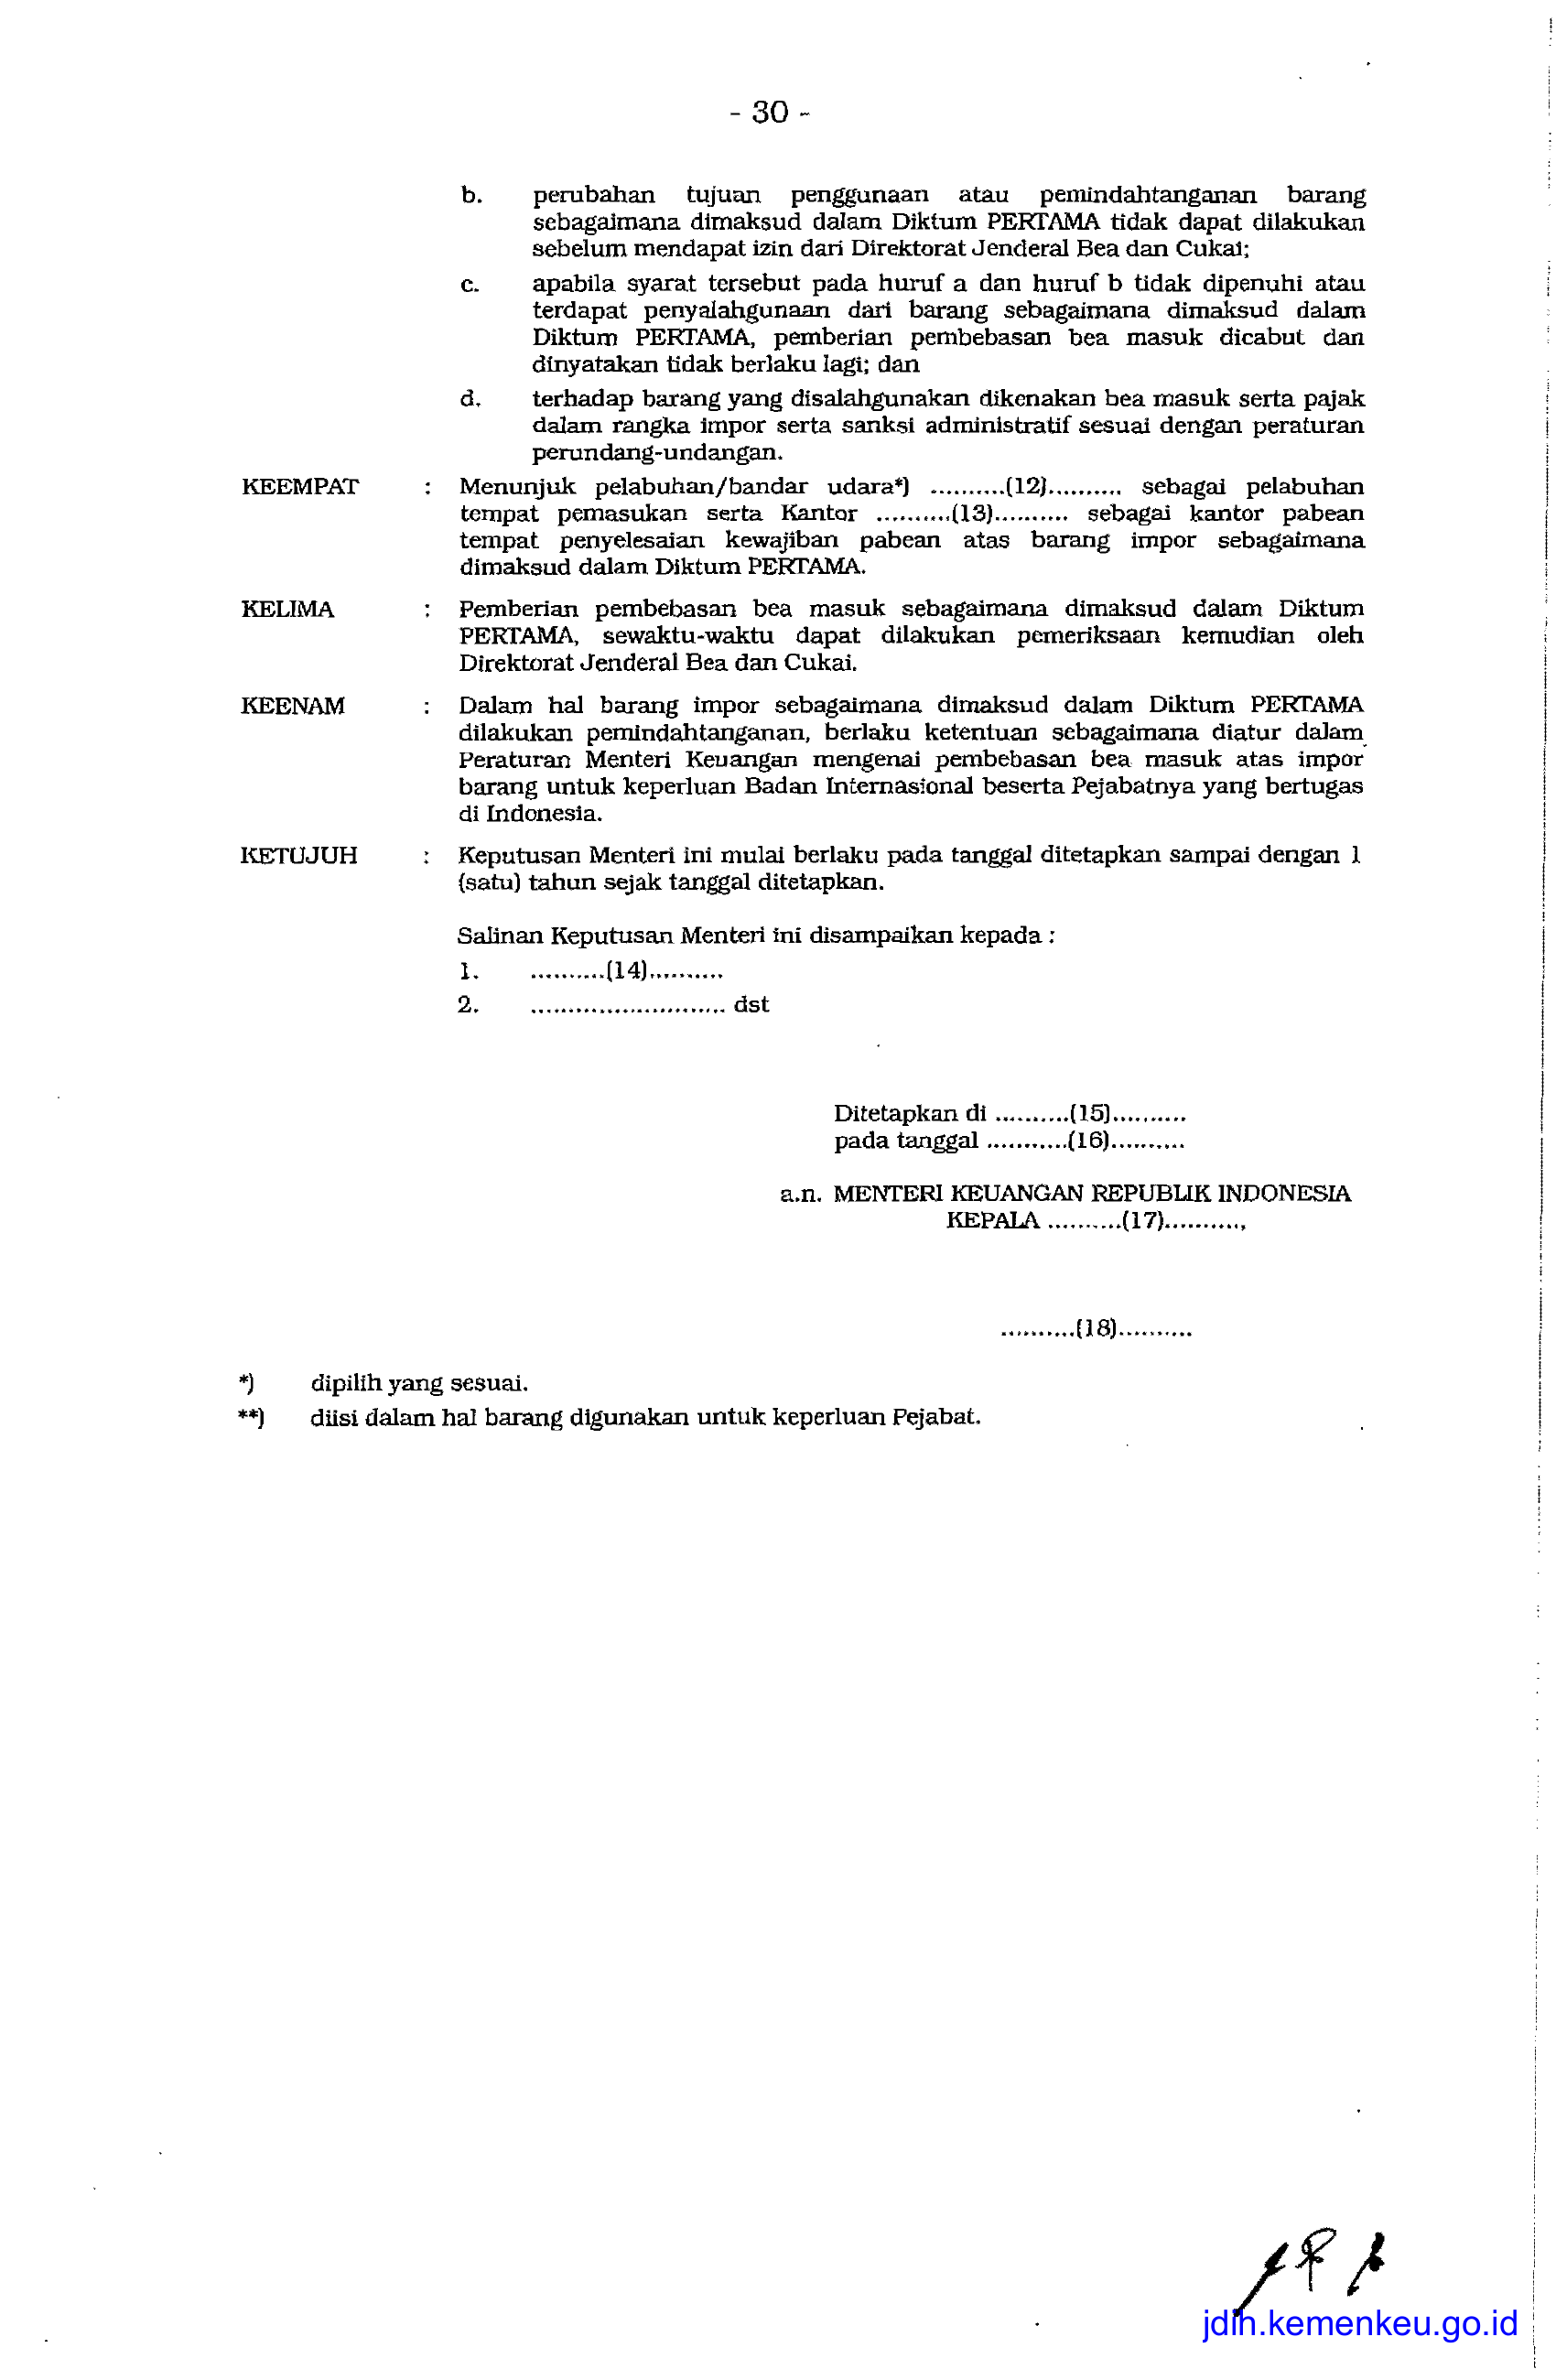 - 30 -
b. perubahan tujuan penggunaan atau pemindahtanganan barang
sebagaimana dimaksud dalam Diktum PERTAMA tidak dapat dilakukan
sebelum mendapat izin dari Direktorat Jenderal Bea dan Cukai;
c. apabila syarat tersebut pada huruf a dan huruf b tidak dipenuhi atau
terdapat penyalahgunaan dari barang sebagaimana dimaksud dalam
Diktum PERTAMA, pemberian pembebasan bea masuk dicabut dan
dinyatakan tidak berlaku lagi; dan
d. terhadap barang yang disalahgunakan dikenakan bea masuk serta pajak
dalam rangka impor serta sanksi administratif sesuai dengan peraturan
perundang-undangan.
KEEMPAT : Menunjuk pelabuhan/bandar udara*) ..........(12).......... sebagai pelabuhan
tempat pemasukan serta Kantor ..........(13).......... sebagai kantor pabean
tempat penyelesaian kewajiban pabean atas barang impor sebagaimana
dimaksud dalam Diktum PERTAMA.
KELIMA : Pemberian pembebasan bea masuk sebagaimana dimaksud dalam Diktum
PERTAMA, sewaktu-waktu dapat dilakukan pemeriksaan kemudian oleh
Direktorat Jenderal Bea dan Cukai.
KEENAM : Dalam hal barang impor sebagaimana dimaksud dalam Diktum PERTAMA
dilakukan pemindahtanganan, berlaku ketentuan sebagaimana diatur dalam
Peraturan Menteri Keuangan mengenai pembebasan bea masuk atas impor
barang untuk keperluan Badan Internasional beserta Pejabatnya yang bertugas
di Indonesia.
KETUJUH : Keputusan Menteri ini mulai berlaku pada tanggal ditetapkan sampai dengan 1
(satu) tahun sejak tanggal ditetapkan.
Salinan Keputusan Menteri ini disampaikan kepada :
1. ..........(14)..........
2. .......................... dst
Ditetapkan di ..........(15)..........
pada tanggal ...........(16)..........
a.n. MENTERI KEUANGAN REPUBLIK INDONESIA
KEPALA ..........(17)..........,
..........(18)..........
*) dipilih yang sesuai.
**) diisi dalam hal barang digunakan untuk keperluan Pejabat.
jdih.kemenkeu.go.id